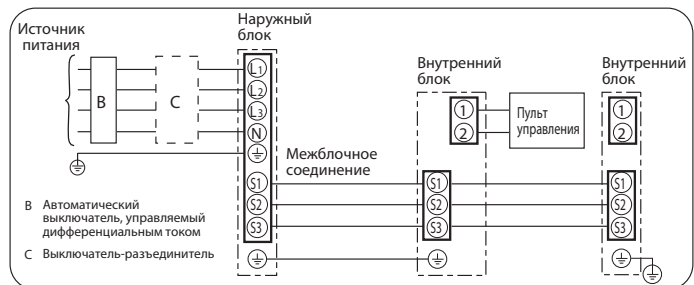 Источник
питания
Наружный
блок
Внутренний
блок
Внутренний
блок
B
C
L1
L2
L3
N
S1
S2
S3
Межблочное
соединение
1
2
Пульт
управления
S1
S2
S3
1
2
S1
S2
S3
B Автоматический
выключатель, управляемый
дифференциальным током
C Выключатель-разъединитель